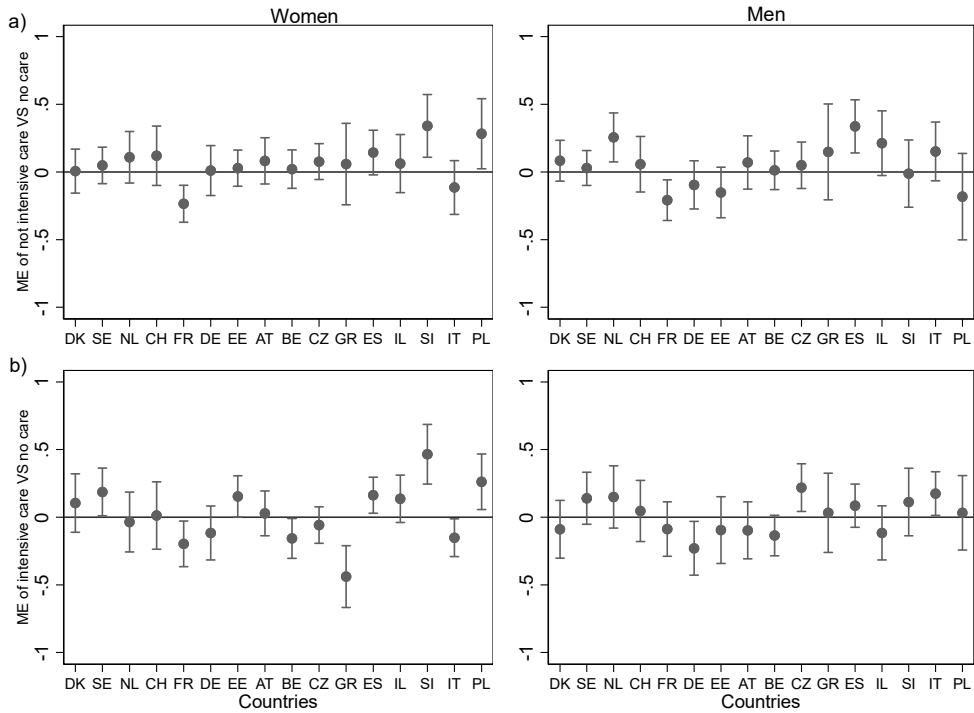 Women
Men
a)
ME of not intensive care VS no care
1
.5
0
-.5
-1
DK SE NL CH FR DE EE AT BE CZ GR ES IL SI IT PL
1
.5
0
-.5
-1
DK SE NL CH FR DE EE AT BE CZ GR ES IL SI IT PL
b)
ME of intensive care VS no care
1
.5
0
-.5
-1
DK SE NL CH FR DE EE AT BE CZ GR ES IL SI IT PL
Countries
1
.5
0
-.5
-1
DK SE NL CH FR DE EE AT BE CZ GR ES IL SI IT PL
Countries